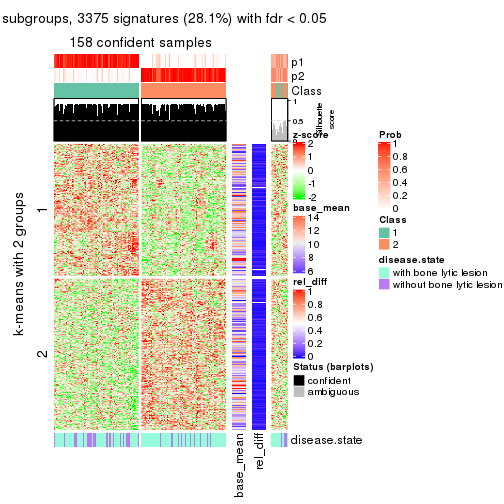 subgroups, 3375 signatures (28.1%) with fdr < 0.05
158 confident samples
p1
p2
Class
1
0.5
0
Silhouette
score
k-means with 2 groups
1
2
z-score
2
1
0
-1
-2
base_mean
14
12
10
8
6
rel_diff
1
0.8
0.6
0.4
0.2
0
Status (barplots)
confident
ambiguous
Prob
1
0.8
0.6
0.4
0.2
0
Class
1
2
disease.state
with bone lytic lesion
without bone lytic lesion
disease.state
base_mean
rel_diff